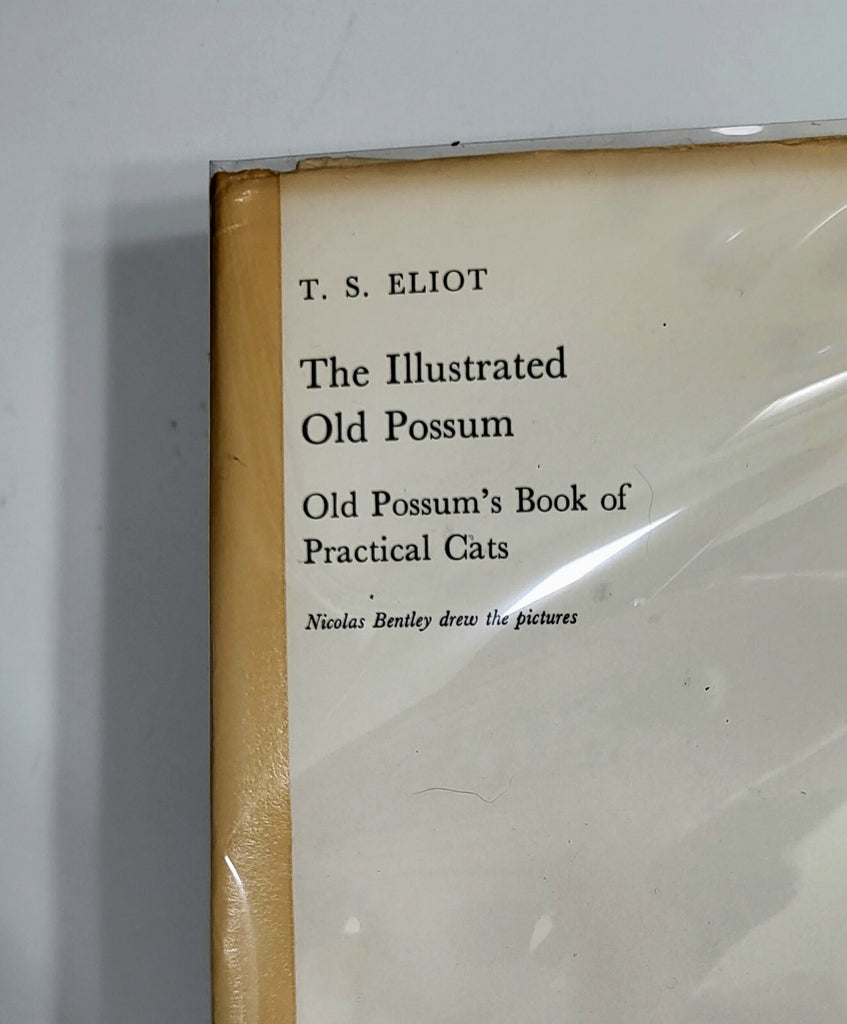 T. S. ELIOT
The Illustrated
Old Possum
Old Possum's Book of
Practical Cats
Nicolas Bentley drew the pictures